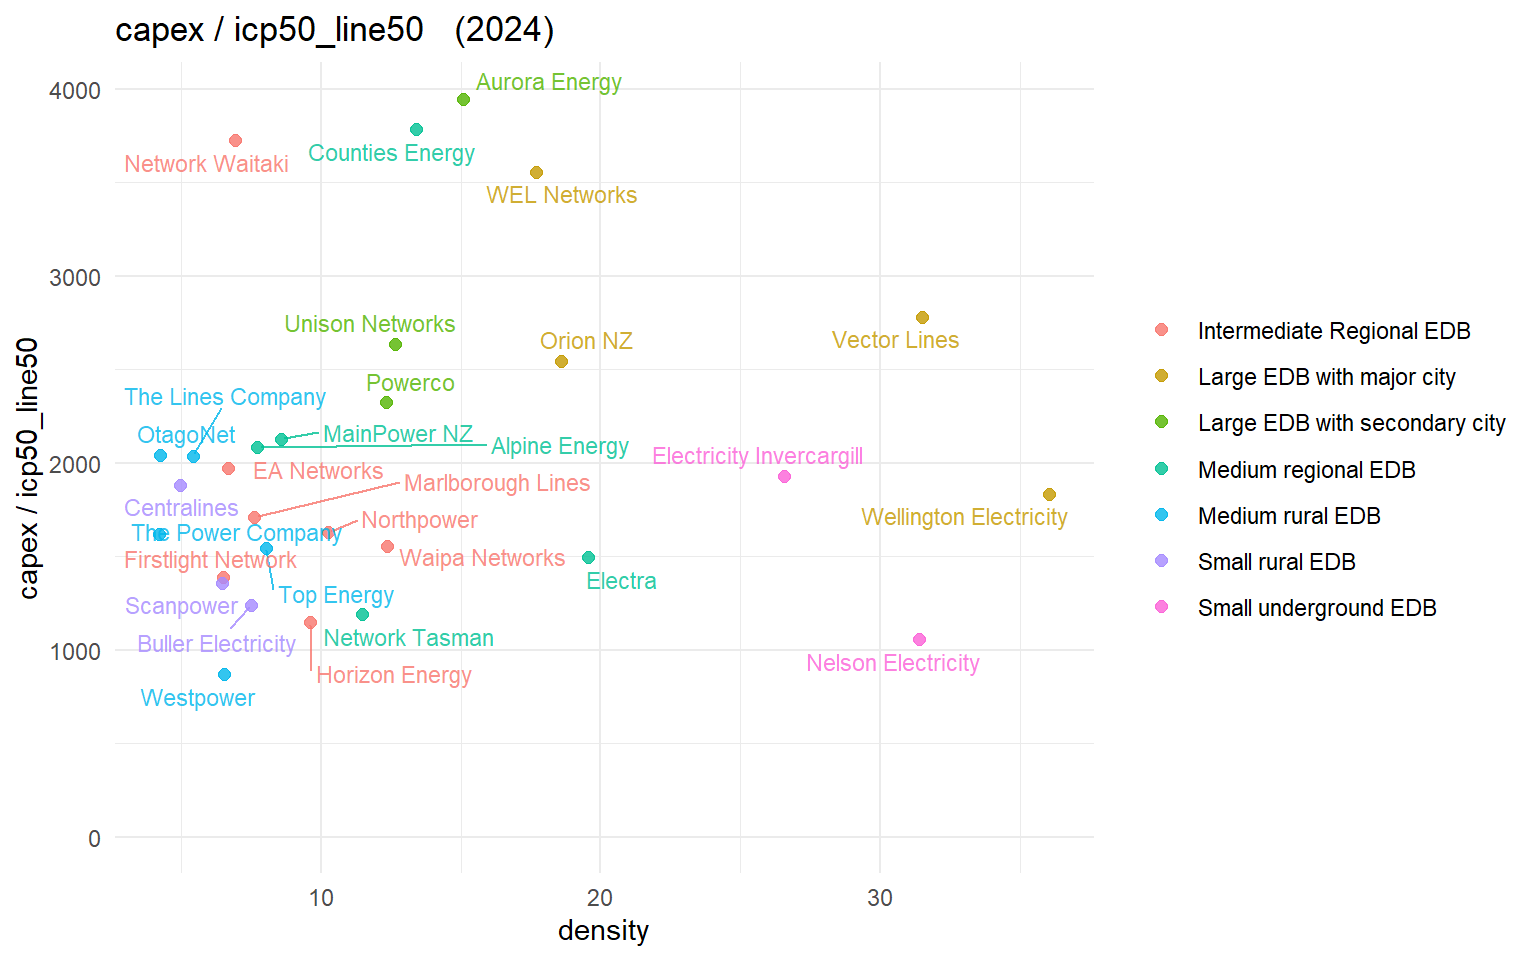 capex / icp50_line50   (2024)
Aurora Energy
4000
Counties Energy
Network Waitaki
WEL Networks
3000
Unison Networks
Orion NZ
Vector Lines
Powerco
The Lines Company
OtagoNet
MainPower NZ
Alpine Energy
Electricity Invercargill
2000
EA Networks
Marlborough Lines
Centralines
Northpower
Wellington Electricity
The Power Company
Firstlight Network
Waipa Networks
Electra
Top Energy
Scanpower
Network Tasman
Buller Electricity
1000
Nelson Electricity
Horizon Energy
Westpower
0
10
20
30
density
capex / icp50_line50
Intermediate Regional EDB
Large EDB with major city
Large EDB with secondary city
Medium regional EDB
Medium rural EDB
Small rural EDB
Small underground EDB